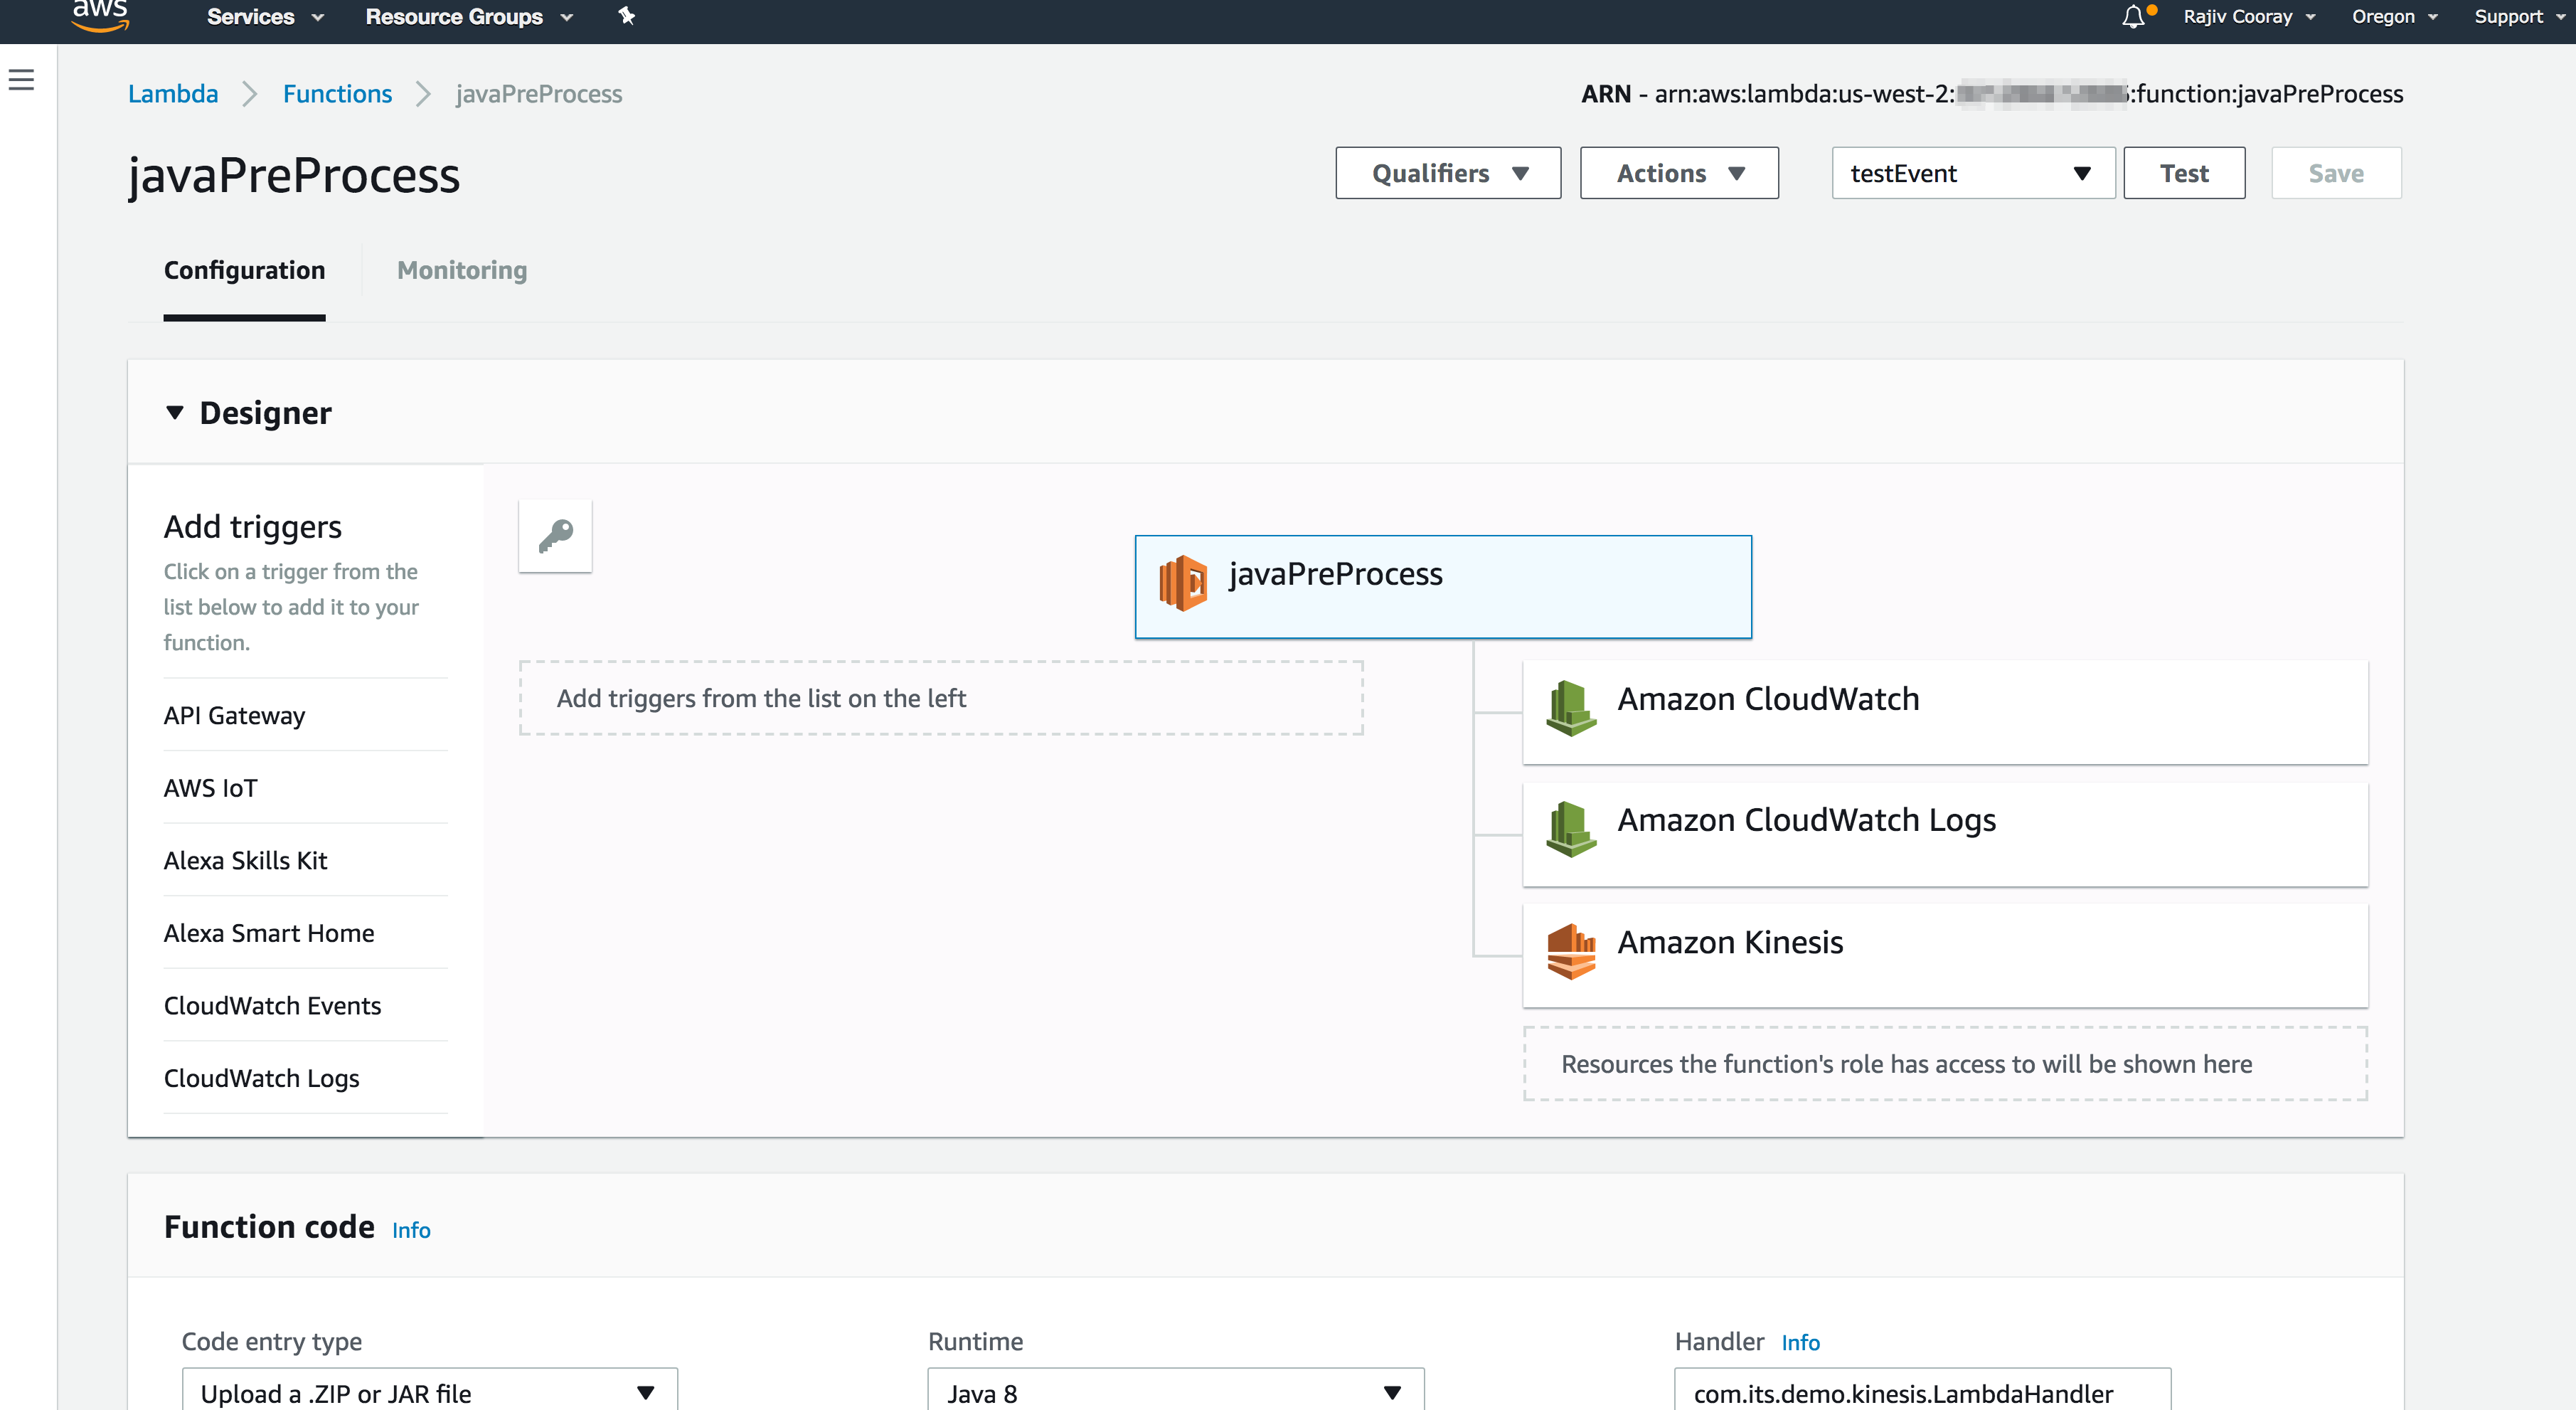 aws Services Resource Groups Rajiv Cooray Oregon Support
Lambda Functions javaPreProcess ARN - arn:aws:lambda:us-west-2: :function:javaPreProcess
javaPreProcess Qualifiers Actions testEvent Test Save
Configuration Monitoring
Designer
Add triggers
Click on a trigger from the
list below to add it to your
function.
API Gateway
AWS IoT
Alexa Skills Kit
Alexa Smart Home
CloudWatch Events
CloudWatch Logs
javaPreProcess
Add triggers from the list on the left
Amazon CloudWatch
Amazon CloudWatch Logs
Amazon Kinesis
Resources the function's role has access to will be shown here
Function code Info
Code entry type Runtime Handler Info
Upload a .ZIP or JAR file Java 8 com.its.demo.kinesis.LambdaHandler